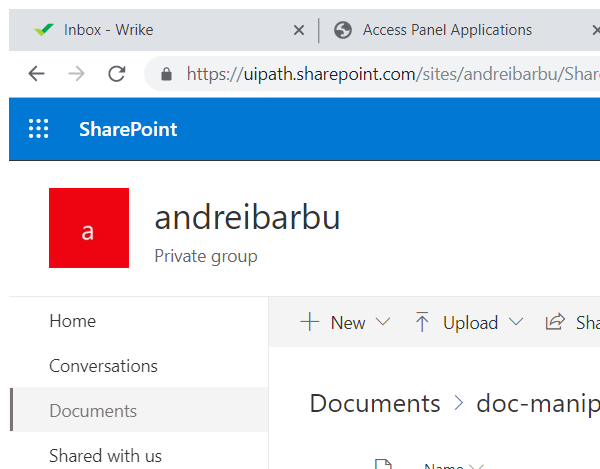 Inbox - Wrike Access Panel Applications
https://uipath.sharepoint.com/sites/andreibarbu/Shar
SharePoint
a
andreibarbu
Private group
Home
New Upload Sha
Conversations
Documents
Documents > doc-manip
Shared with us
Name